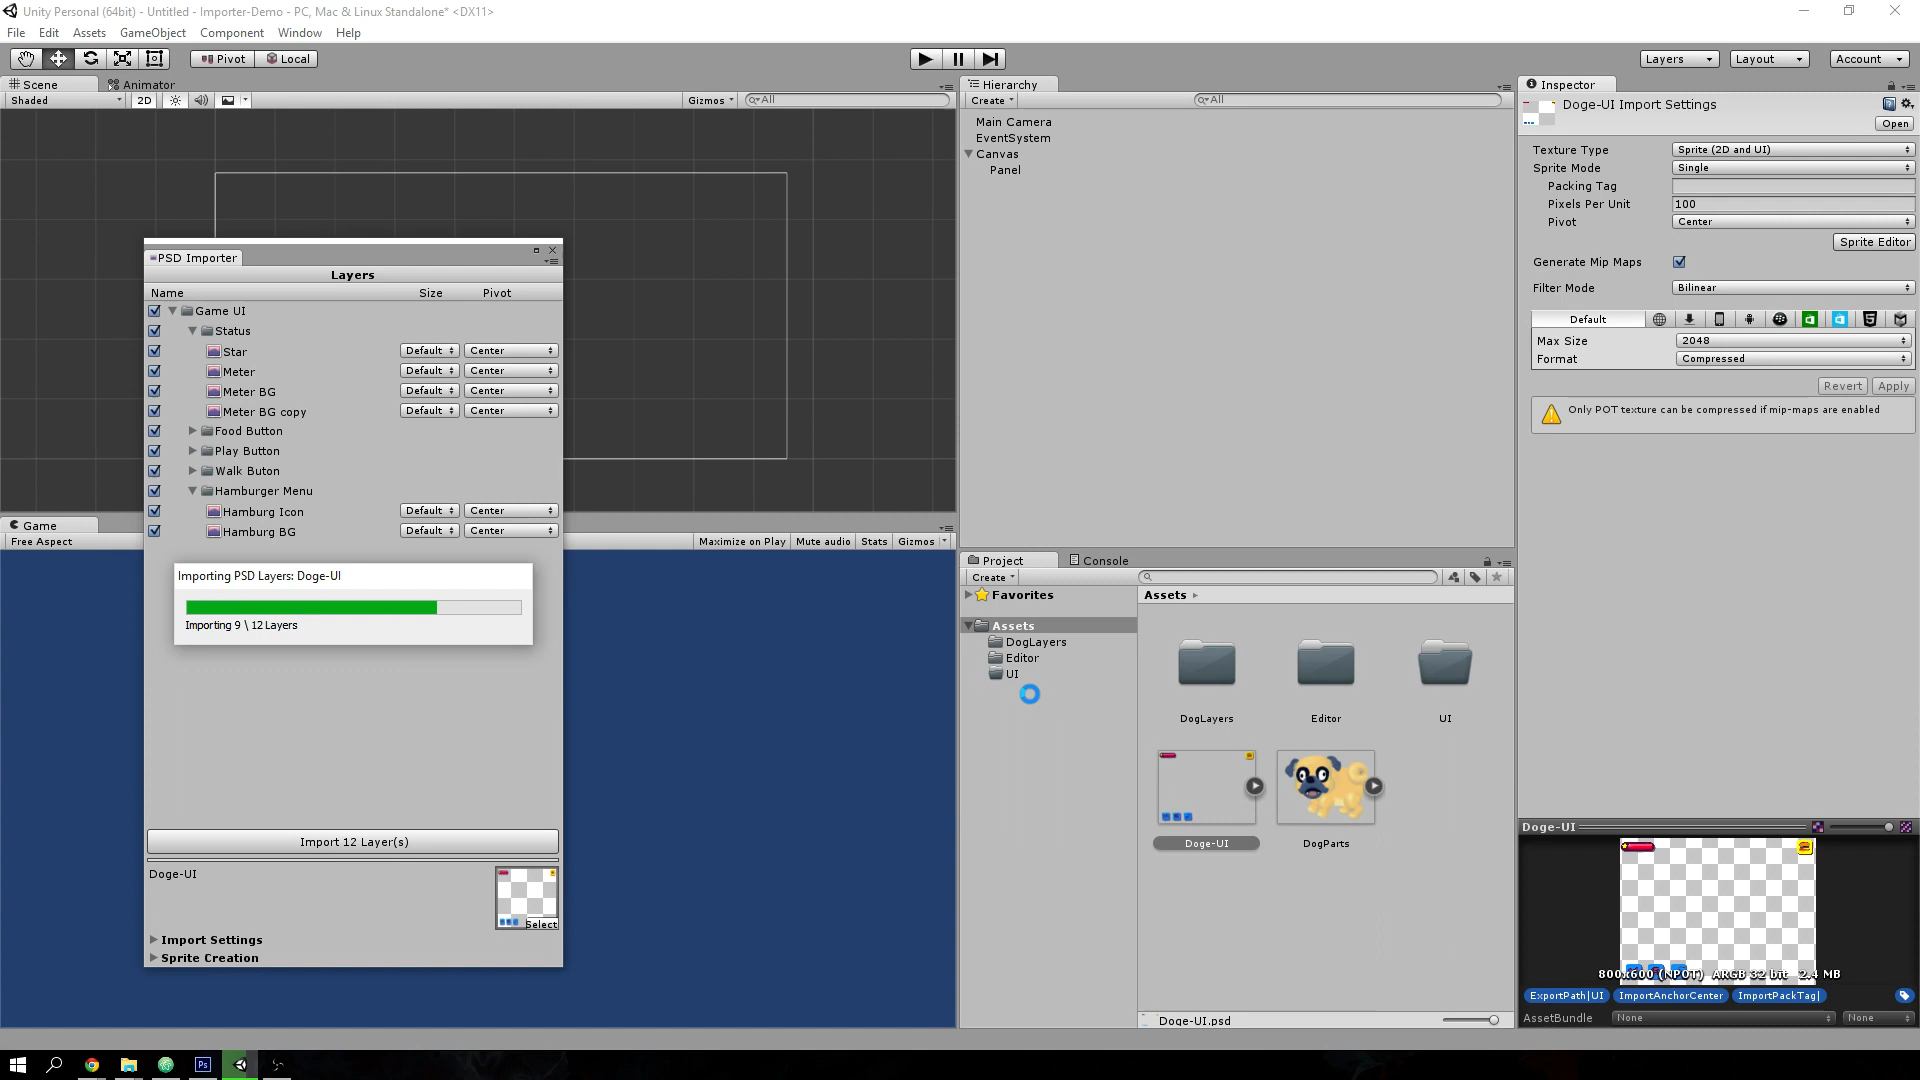 Unity Personal (64bit) - Untitled - Importer-Demo - PC, Mac & Linux Standalone* <DX11>
File Edit Assets GameObject Component Window Help
Pivot Local
Layers Layout Account
Scene Animator
Shaded 2D Gizmos All
Hierarchy
Create All
Main Camera
EventSystem
Canvas
Panel
Inspector
Doge-UI Import Settings
Open
Texture Type Sprite (2D and UI)
Sprite Mode Single
Packing Tag
Pixels Per Unit 100
Pivot Center
Sprite Editor
Generate Mip Maps
Filter Mode Bilinear
Default
Max Size 2048
Format Compressed
Revert Apply
Only POT texture can be compressed if mip-maps are enabled
PSD Importer
Layers
Name Size Pivot
Game UI
Status
Star Default Center
Meter Default Center
Meter BG Default Center
Meter BG copy Default Center
Food Button
Play Button
Walk Buton
Hamburger Menu
Hamburg Icon Default Center
Hamburg BG Default Center
Importing PSD Layers: Doge-UI
Importing 9 \ 12 Layers
Import 12 Layer(s)
Doge-UI
Select
Import Settings
Sprite Creation
Game
Free Aspect Maximize on Play Mute audio Stats Gizmos
Project Console
Create
Favorites
Assets
DogLayers
Editor
UI
Assets
DogLayers Editor UI
Doge-UI DogParts
Doge-UI.psd
Doge-UI
800x600 (NPOT) ARGB 32 bit 2.4 MB
ExportPath|UI ImportAnchorCenter ImportPackTag|
AssetBundle None None
Ps